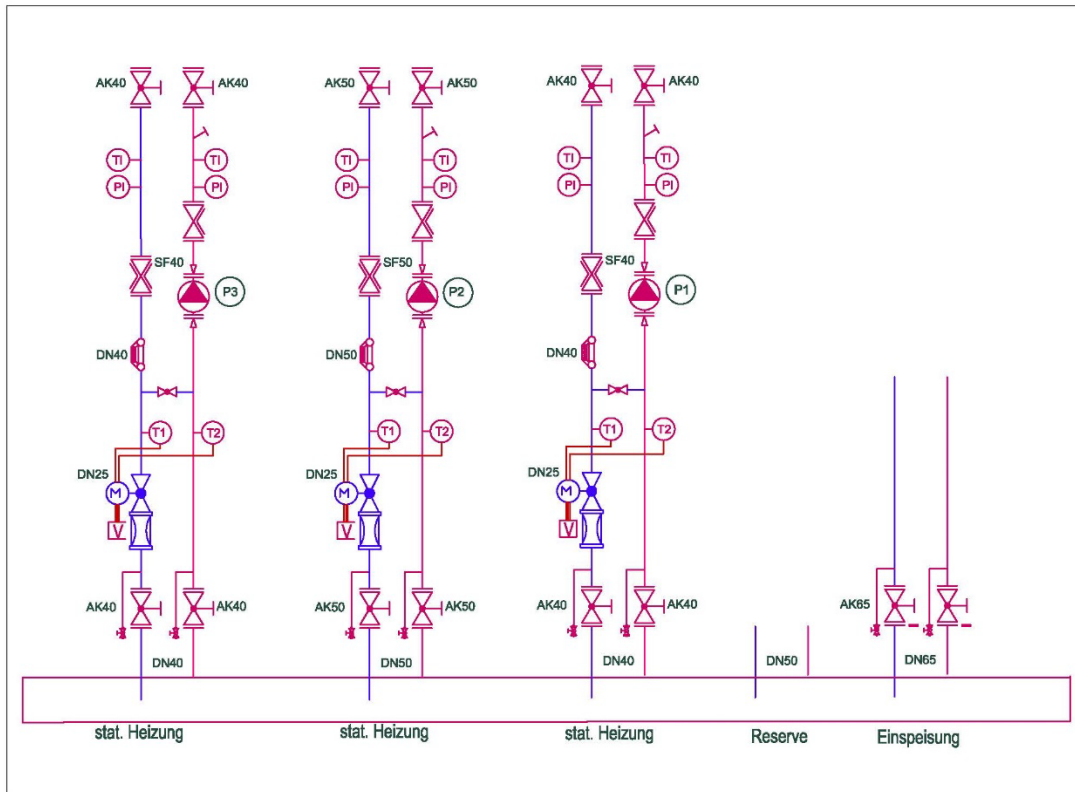 AK40 AK40 AK50 AK50 AK40 AK40
TI TI TI TI TI TI
PI PI PI PI PI PI
SF40 SF50 SF40
P3 P2 P1
DN40 DN50 DN40
T1 T2 T1 T2 T1 T2
DN25 DN25 DN25
M M M
V V V
AK40 AK40 AK50 AK50 AK40 AK40 AK65
DN40 DN50 DN40 DN50 DN65
stat. Heizung stat. Heizung stat. Heizung Reserve Einspeisung